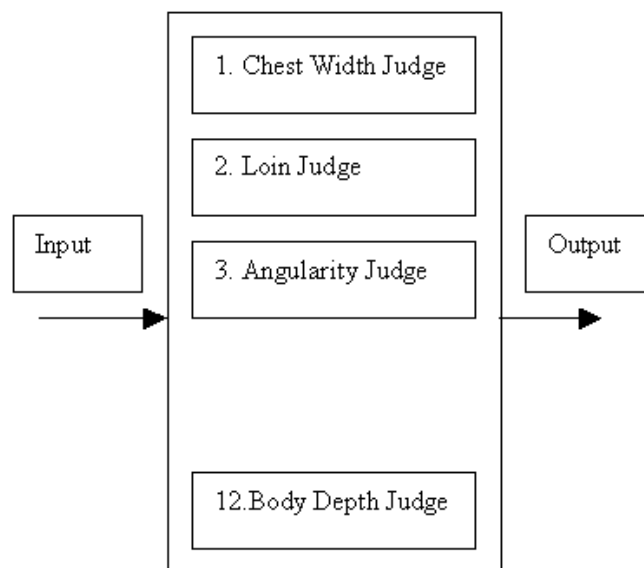 1. Chest Width Judge
2. Loin Judge
Input
3. Angularity Judge
Output
12.Body Depth Judge